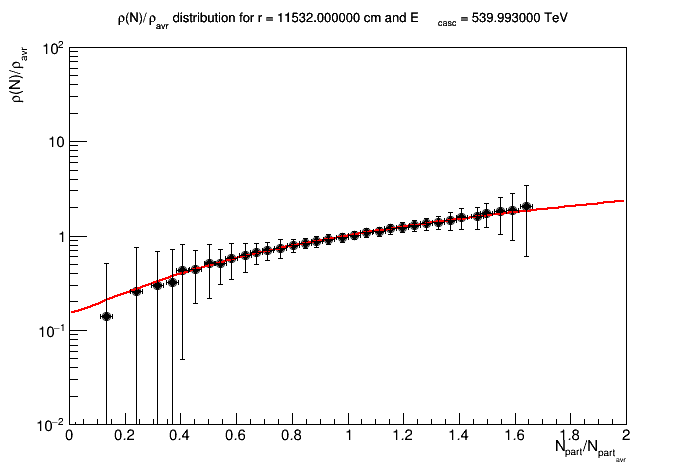 ρ(N)/ρavr distribution for r = 11532.000000 cm and E casc = 539.993000 TeV
ρ(N)/ρavr
10²
10
1
10⁻¹
10⁻²
0 0.2 0.4 0.6 0.8 1 1.2 1.4 1.6 1.8 2
Npart/Npartavr